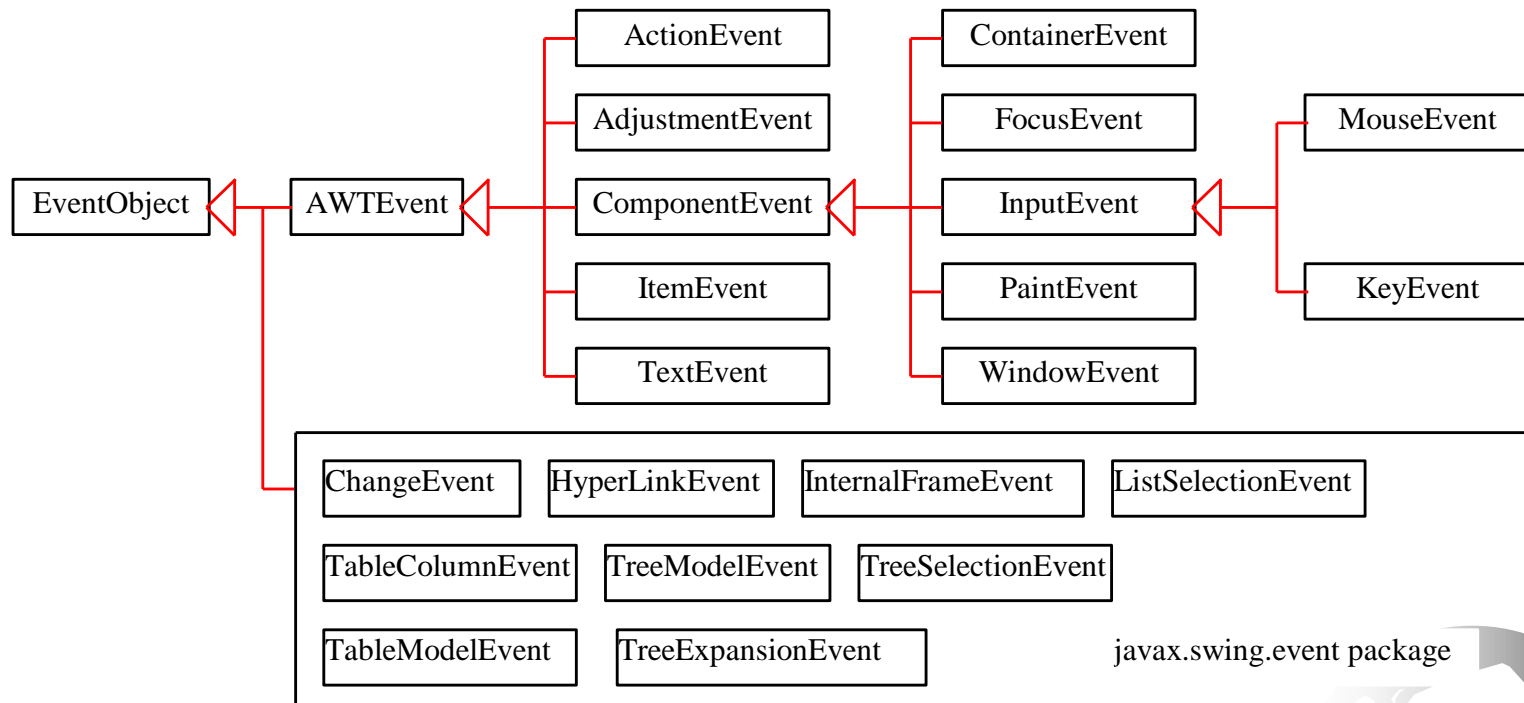 ActionEvent
ContainerEvent
AdjustmentEvent
FocusEvent
MouseEvent
EventObject
AWTEvent
ComponentEvent
InputEvent
ItemEvent
PaintEvent
KeyEvent
TextEvent
WindowEvent
ChangeEvent
HyperLinkEvent
InternalFrameEvent
ListSelectionEvent
TableColumnEvent
TreeModelEvent
TreeSelectionEvent
TableModelEvent
TreeExpansionEvent
javax.swing.event package